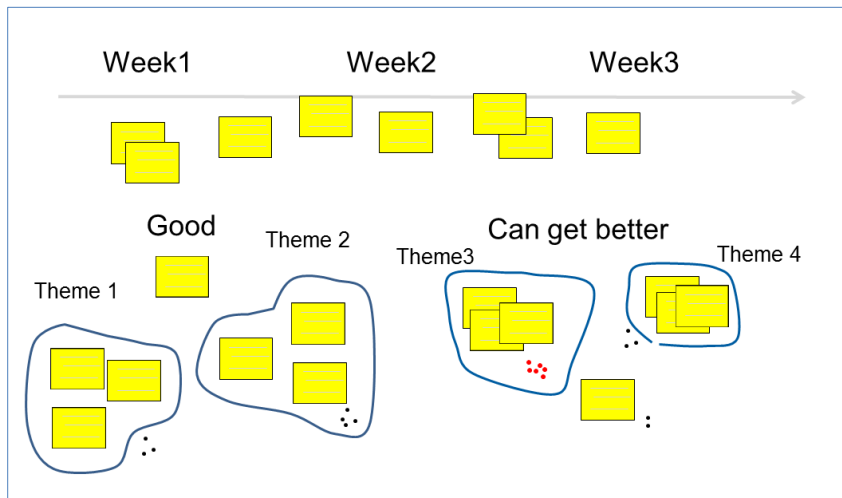 Week1
Week2
Week3
Good
Can get better
Theme 1
Theme 2
Theme3
Theme 4